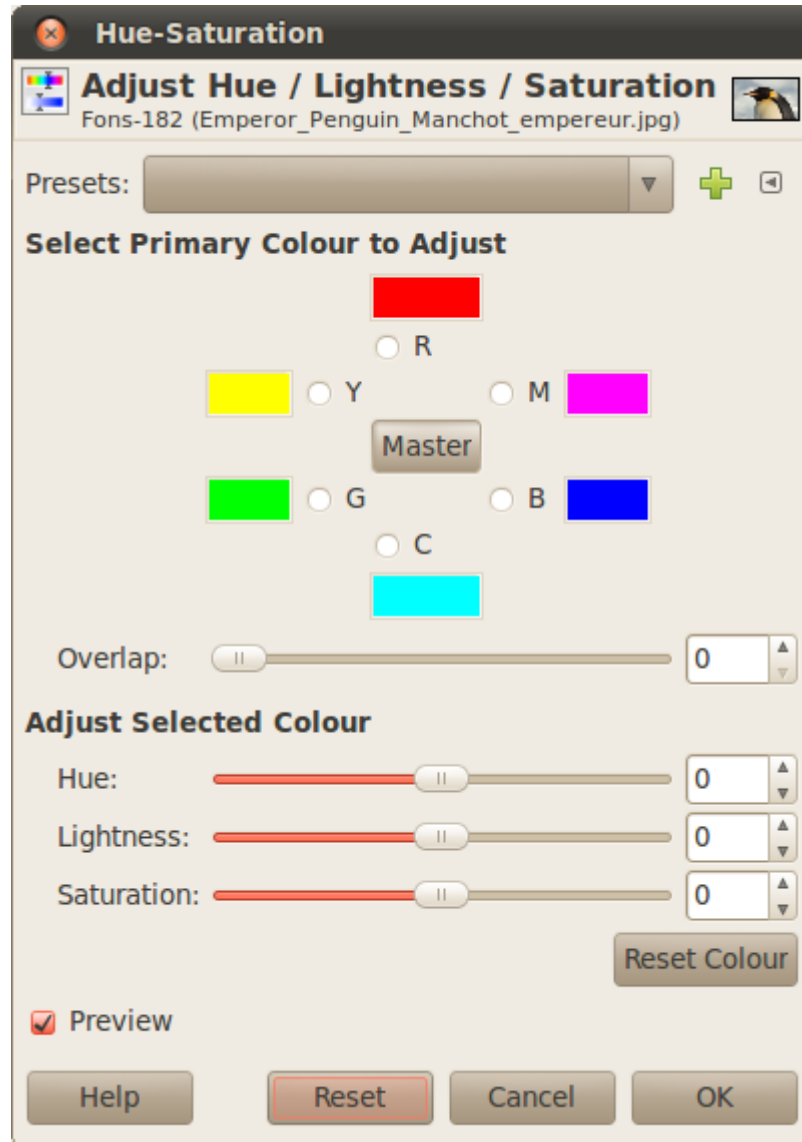 Hue-Saturation
Adjust Hue / Lightness / Saturation
Fons-182 (Emperor_Penguin_Manchot_empereur.jpg)
Presets:
Select Primary Colour to Adjust
R
Y M
Master
G B
C
Overlap: 0
Adjust Selected Colour
Hue: 0
Lightness: 0
Saturation: 0
Reset Colour
Preview
Help Reset Cancel OK